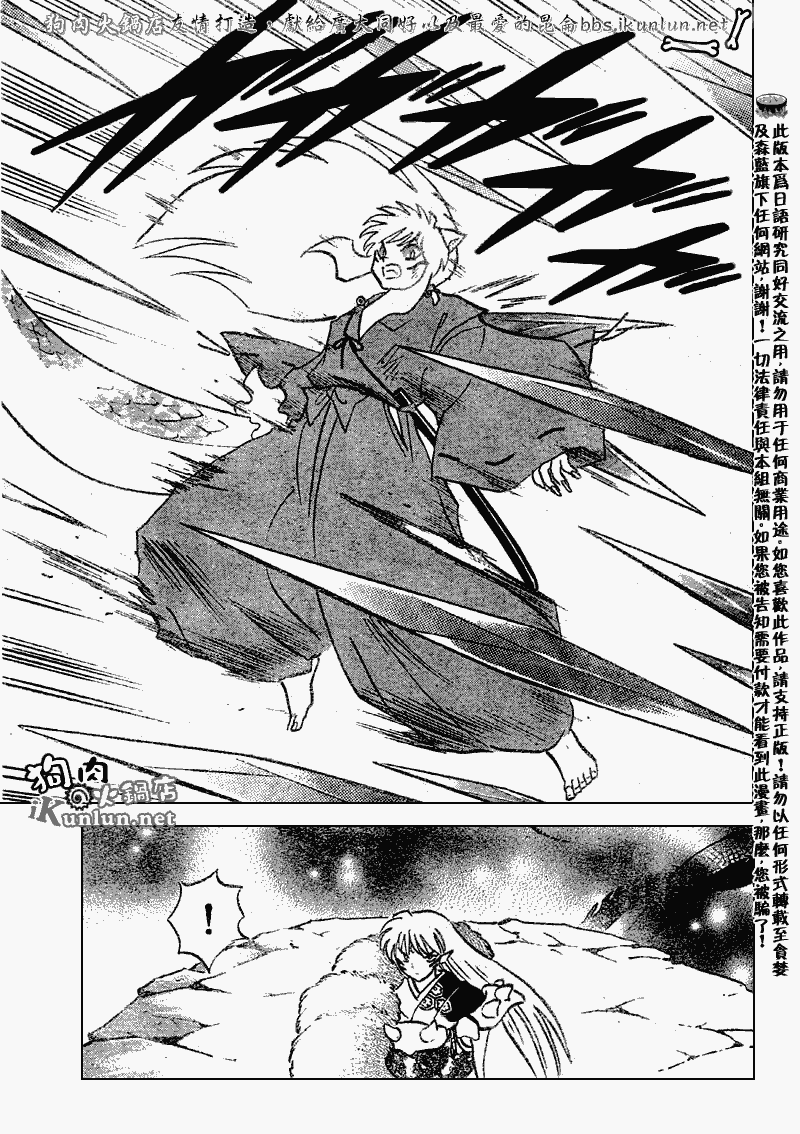 狗肉火鍋店友情打造，獻給廣大同好以及最愛的昆侖bbs.ikunlun.net
ガガガガガガ
！
此版本爲日語研究同好交流之用，請勿用于任何商業用途。如您喜歡此作品，請支持正版！請勿以任何形式轉載至貪婪
及森藍旗下任何網站，謝謝！一切法律責任與本組無關。如果您被告知需要付款才能看到此漫畫，那麽，您被騙了！
狗肉
火鍋店
iKunlun.net